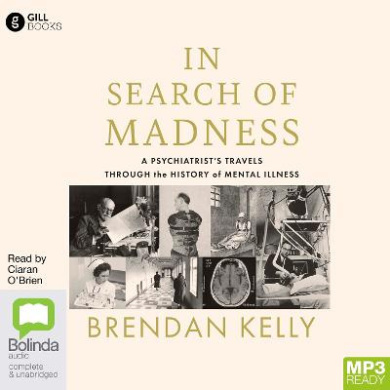 g
GILL
BOOKS
IN
SEARCH OF
MADNESS
A PSYCHIATRIST'S TRAVELS
THROUGH the HISTORY of MENTAL ILLNESS
Read by
Ciaran
O'Brien
Bolinda
audio
complete
& unabridged
BRENDAN KELLY
MP3
READY